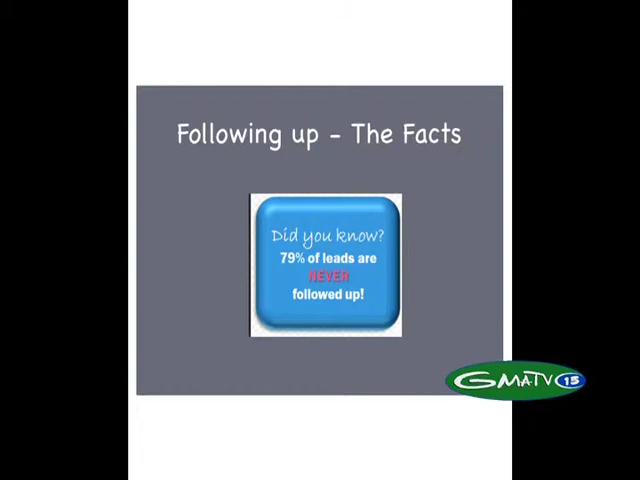 Following up - The Facts
Did you know?
79% of leads are
NEVER
followed up!
GMATV 15